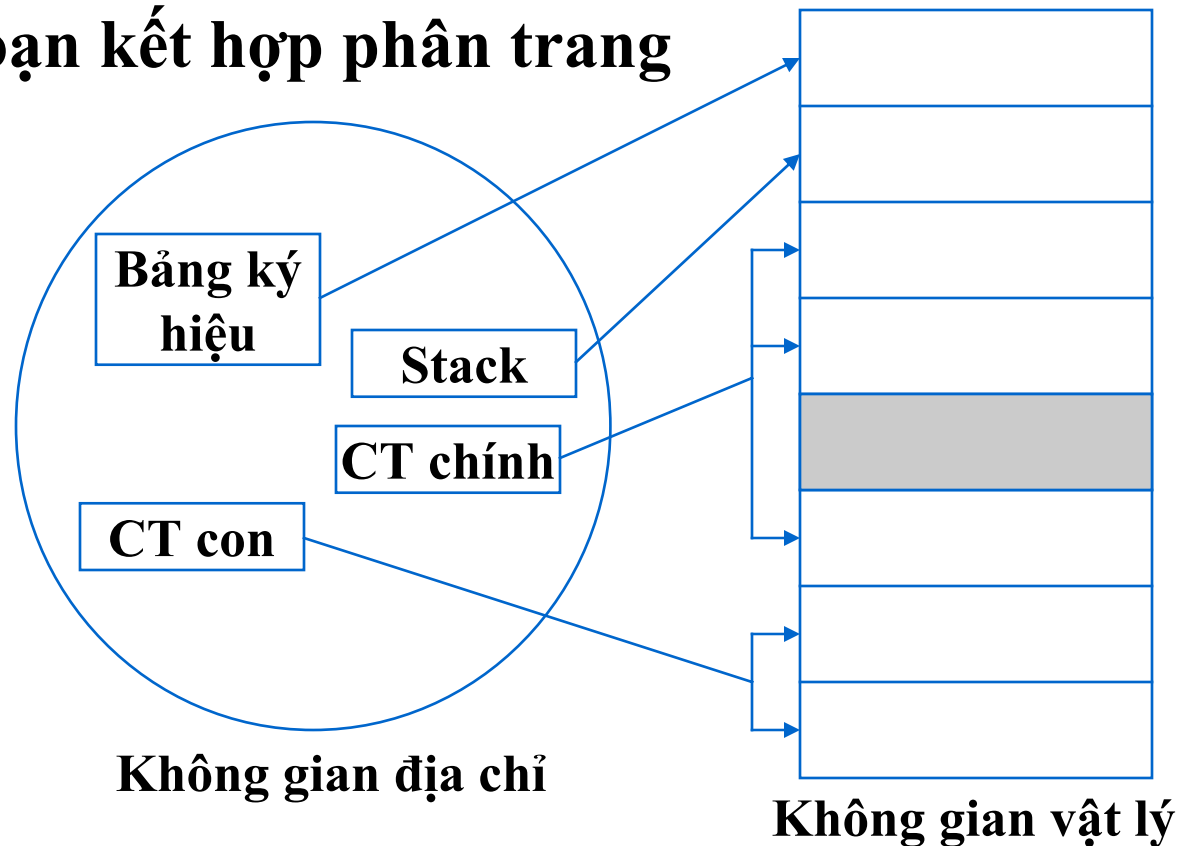 oạn kết hợp phân trang
Bảng ký
hiệu
Stack
CT chính
CT con
Không gian địa chỉ
Không gian vật lý